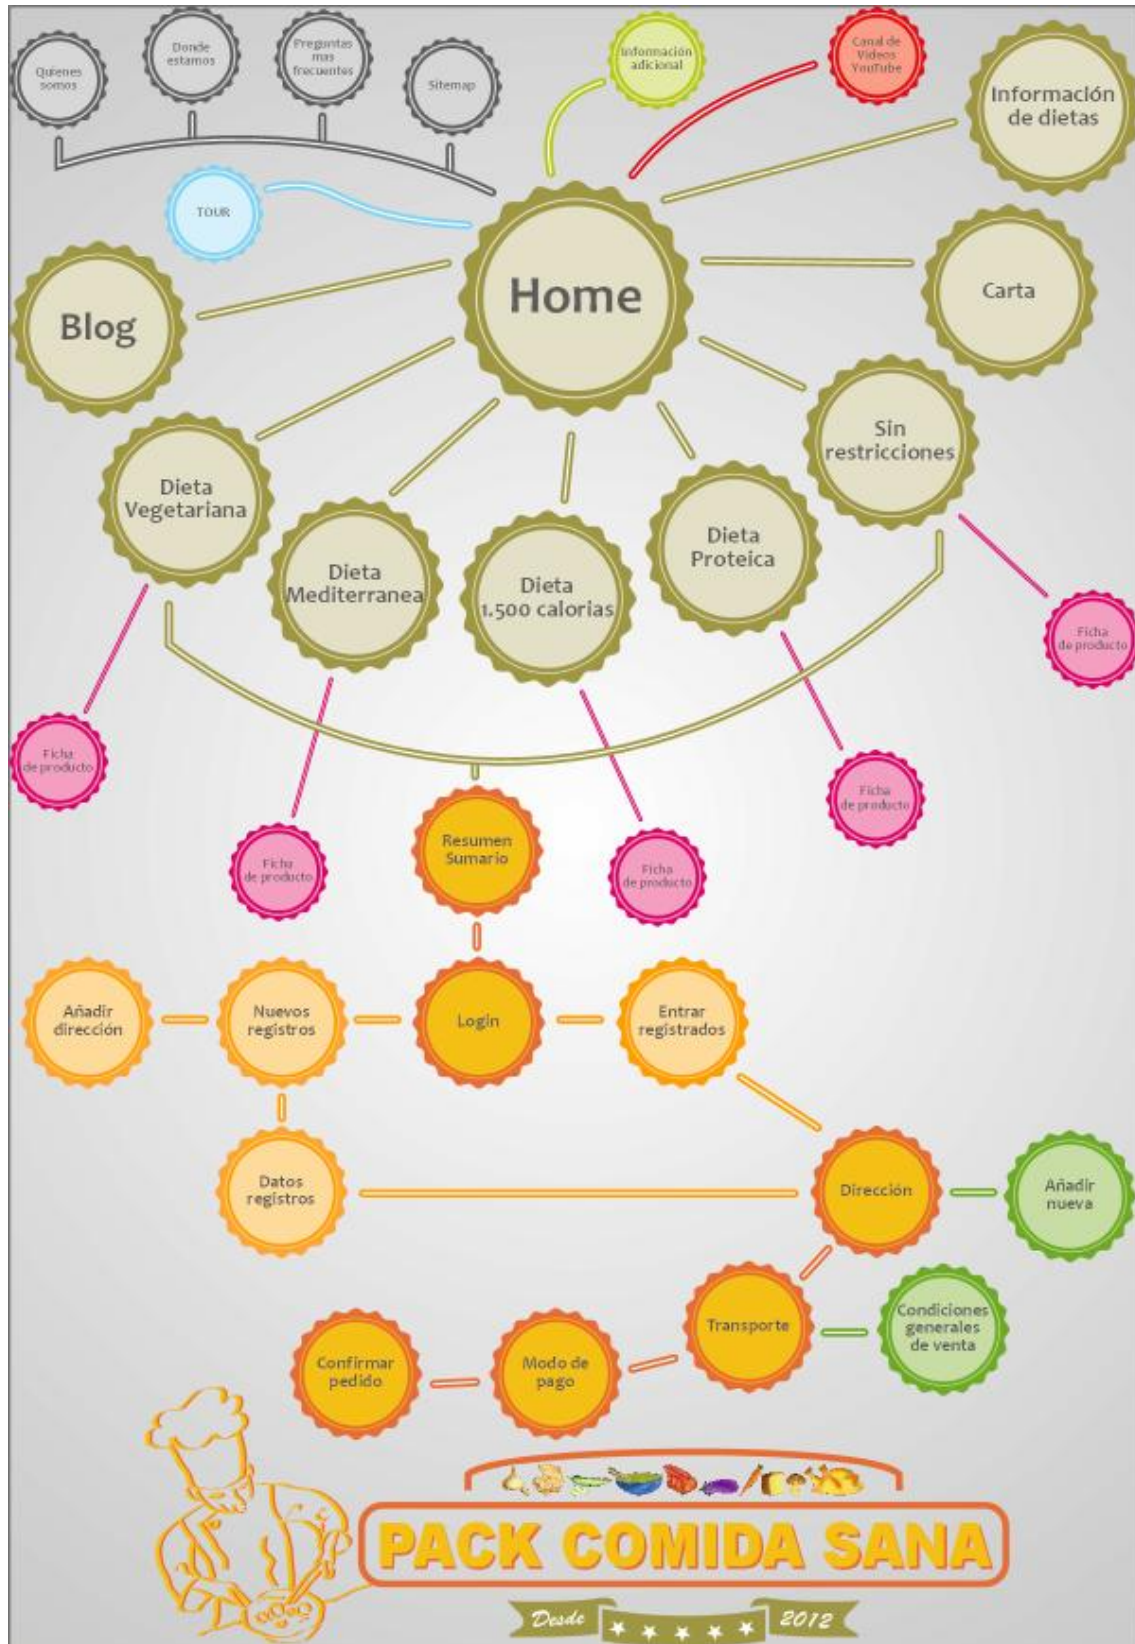 Quienes
somos
Donde
estamos
Preguntas
mas
frecuentes
Sitemap
Información
adicional
Canal de
Videos
YouTube
Información
de dietas
TOUR
Home
Carta
Blog
Sin
restricciones
Dieta
Vegetariana
Dieta
Mediterranea
Dieta
1.500 calorias
Dieta
Proteica
Ficha
de producto
Ficha
de producto
Ficha
de producto
Ficha
de producto
Ficha
de producto
Resumen
Sumario
Añadir
dirección
Nuevos
registros
Login
Entrar
registrados
Datos
registros
Dirección
Añadir
nueva
Transporte
Condiciones
generales
de venta
Confirmar
pedido
Modo de
pago
PACK COMIDA SANA
Desde 2012